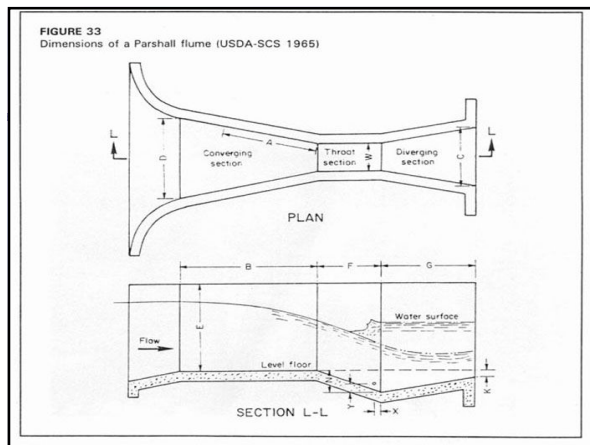 FIGURE 33
Dimensions of a Parshall flume (USDA-SCS 1965)
L
L
A
D
Converging
section
Throat
section
W
Diverging
section
C
PLAN
B
F
G
E
Water surface
Flow
Level floor
N
Y
X
K
SECTION L-L